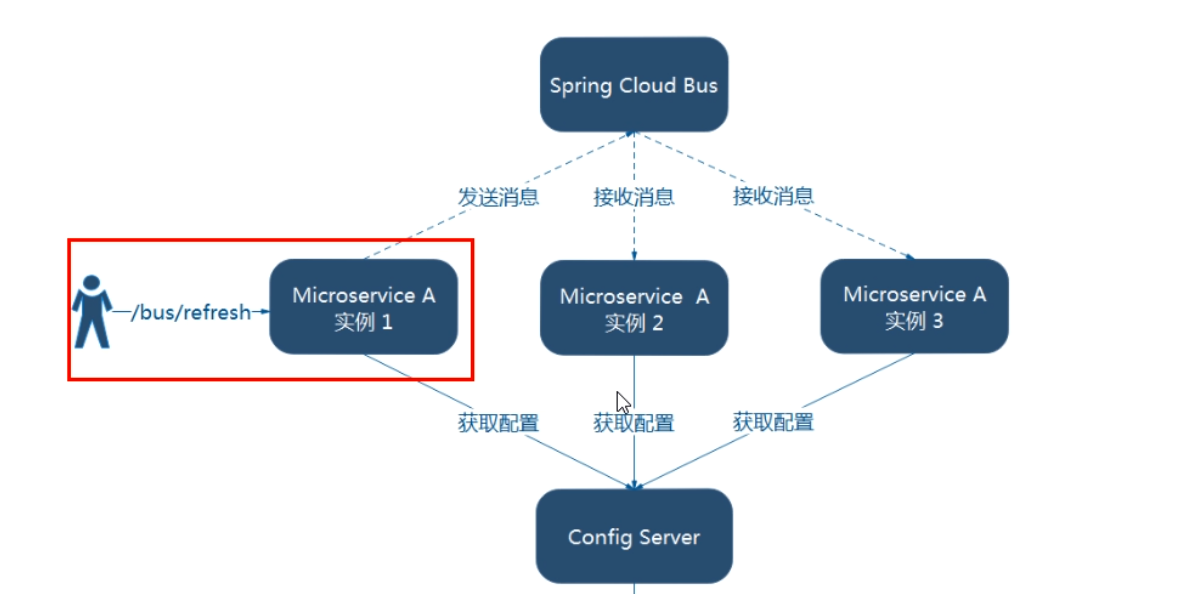 Spring Cloud Bus
发送消息
接收消息
接收消息
/bus/refresh
Microservice A
实例 1
Microservice A
实例 2
Microservice A
实例 3
获取配置
获取配置
获取配置
Config Server